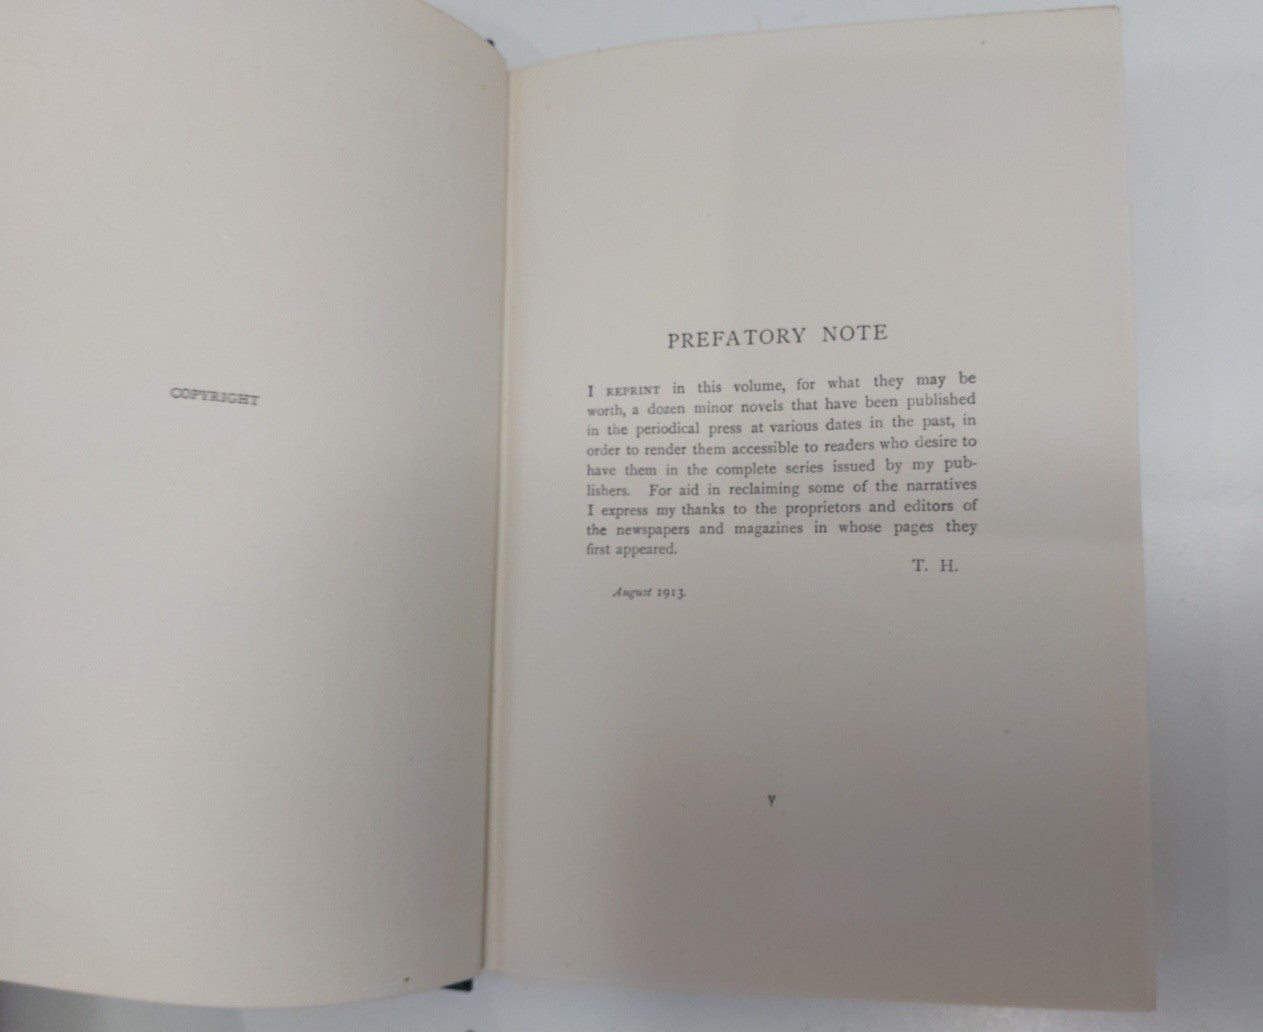 COPYRIGHT
PREFATORY NOTE
I REPRINT in this volume, for what they may be
worth, a dozen minor novels that have been published
in the periodical press at various dates in the past, in
order to render them accessible to readers who desire to
have them in the complete series issued by my pub-
lishers. For aid in reclaiming some of the narratives
I express my thanks to the proprietors and editors of
the newspapers and magazines in whose pages they
first appeared.
T. H.
August 1913.
v